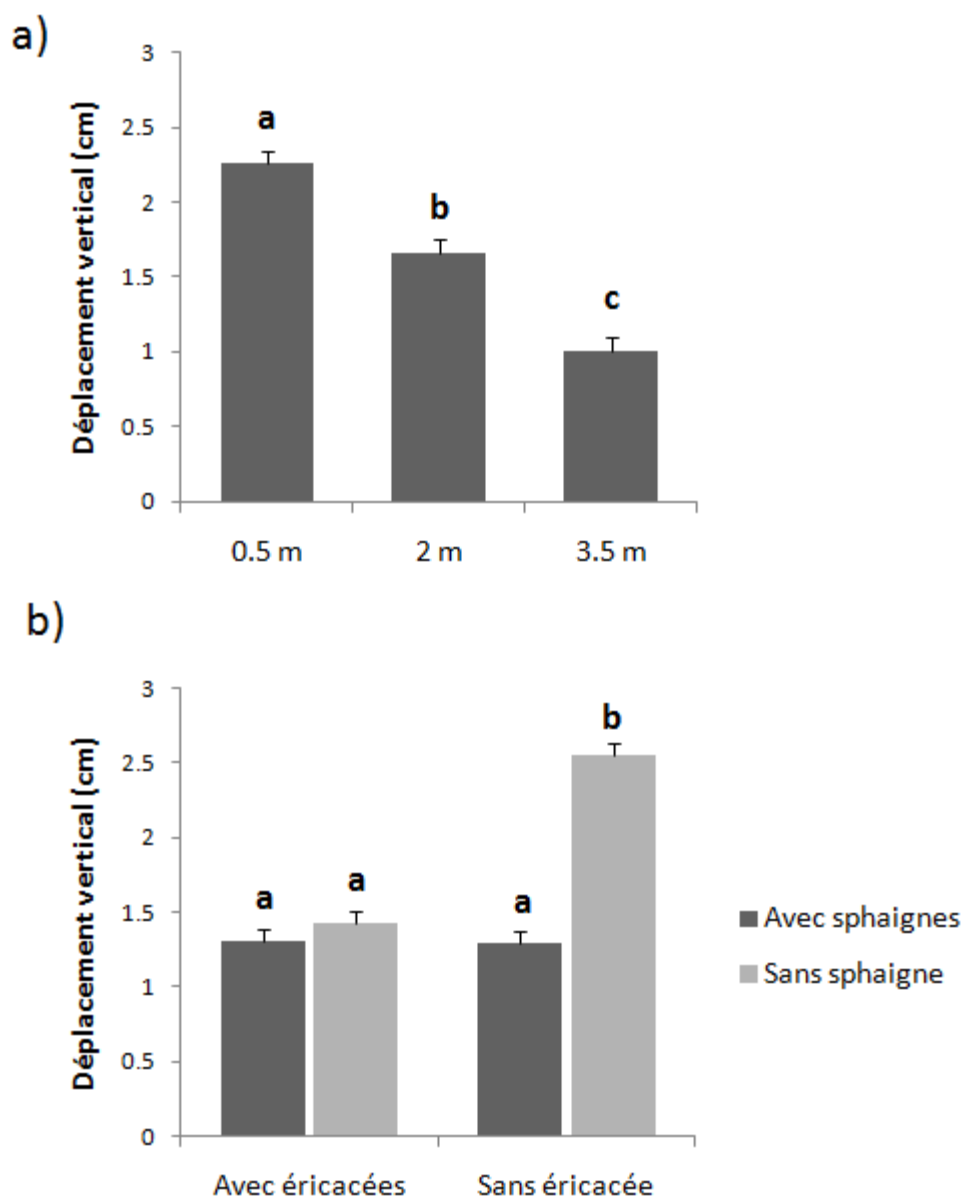 a)
Déplacement vertical (cm)
3
2.5
2
1.5
1
0.5
0
a
b
c
0.5 m
2 m
3.5 m
b)
Déplacement vertical (cm)
3
2.5
2
1.5
1
0.5
0
a
a
a
b
Avec éricacées
Sans éricacée
Avec sphaignes
Sans sphaigne